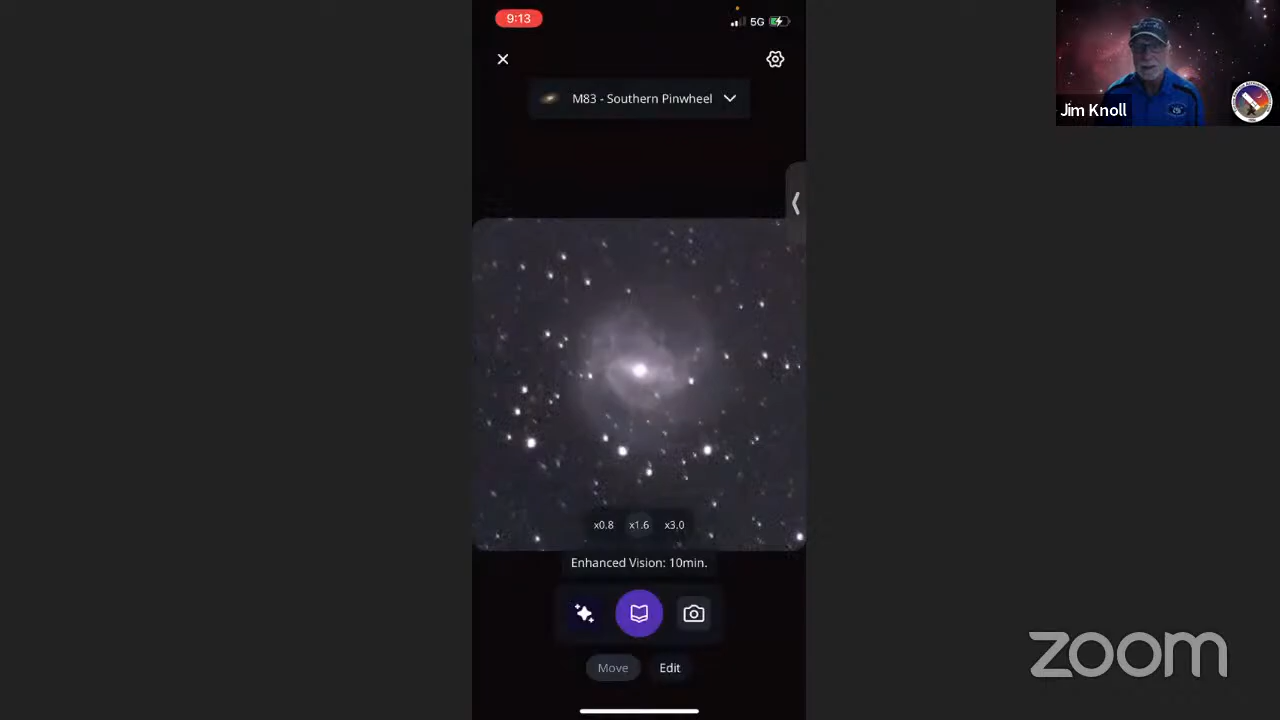 9:13
5G
M83 - Southern Pinwheel
Jim Knoll
x0.8 x1.6 x3.0
Enhanced Vision: 10min.
Move Edit
zoom